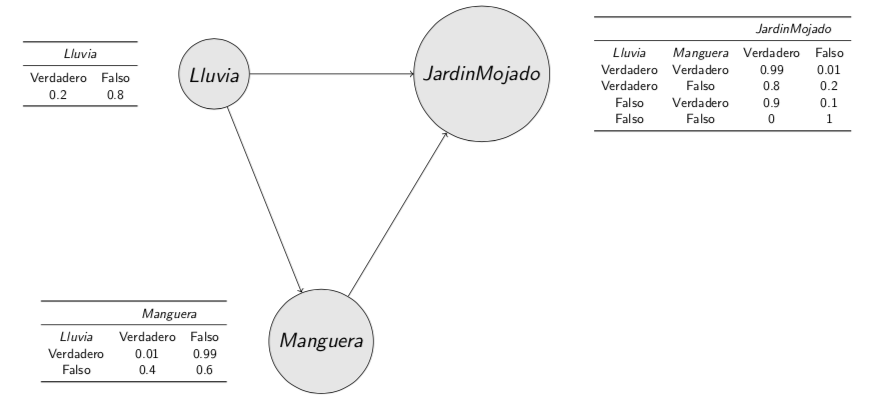 Lluvia
Verdadero Falso
0.2 0.8
Lluvia
JardinMojado
JardinMojado
Lluvia Manguera Verdadero Falso
Verdadero Verdadero 0.99 0.01
Verdadero Falso 0.8 0.2
Falso Verdadero 0.9 0.1
Falso Falso 0 1
Manguera
Lluvia Verdadero Falso
Verdadero 0.01 0.99
Falso 0.4 0.6
Manguera